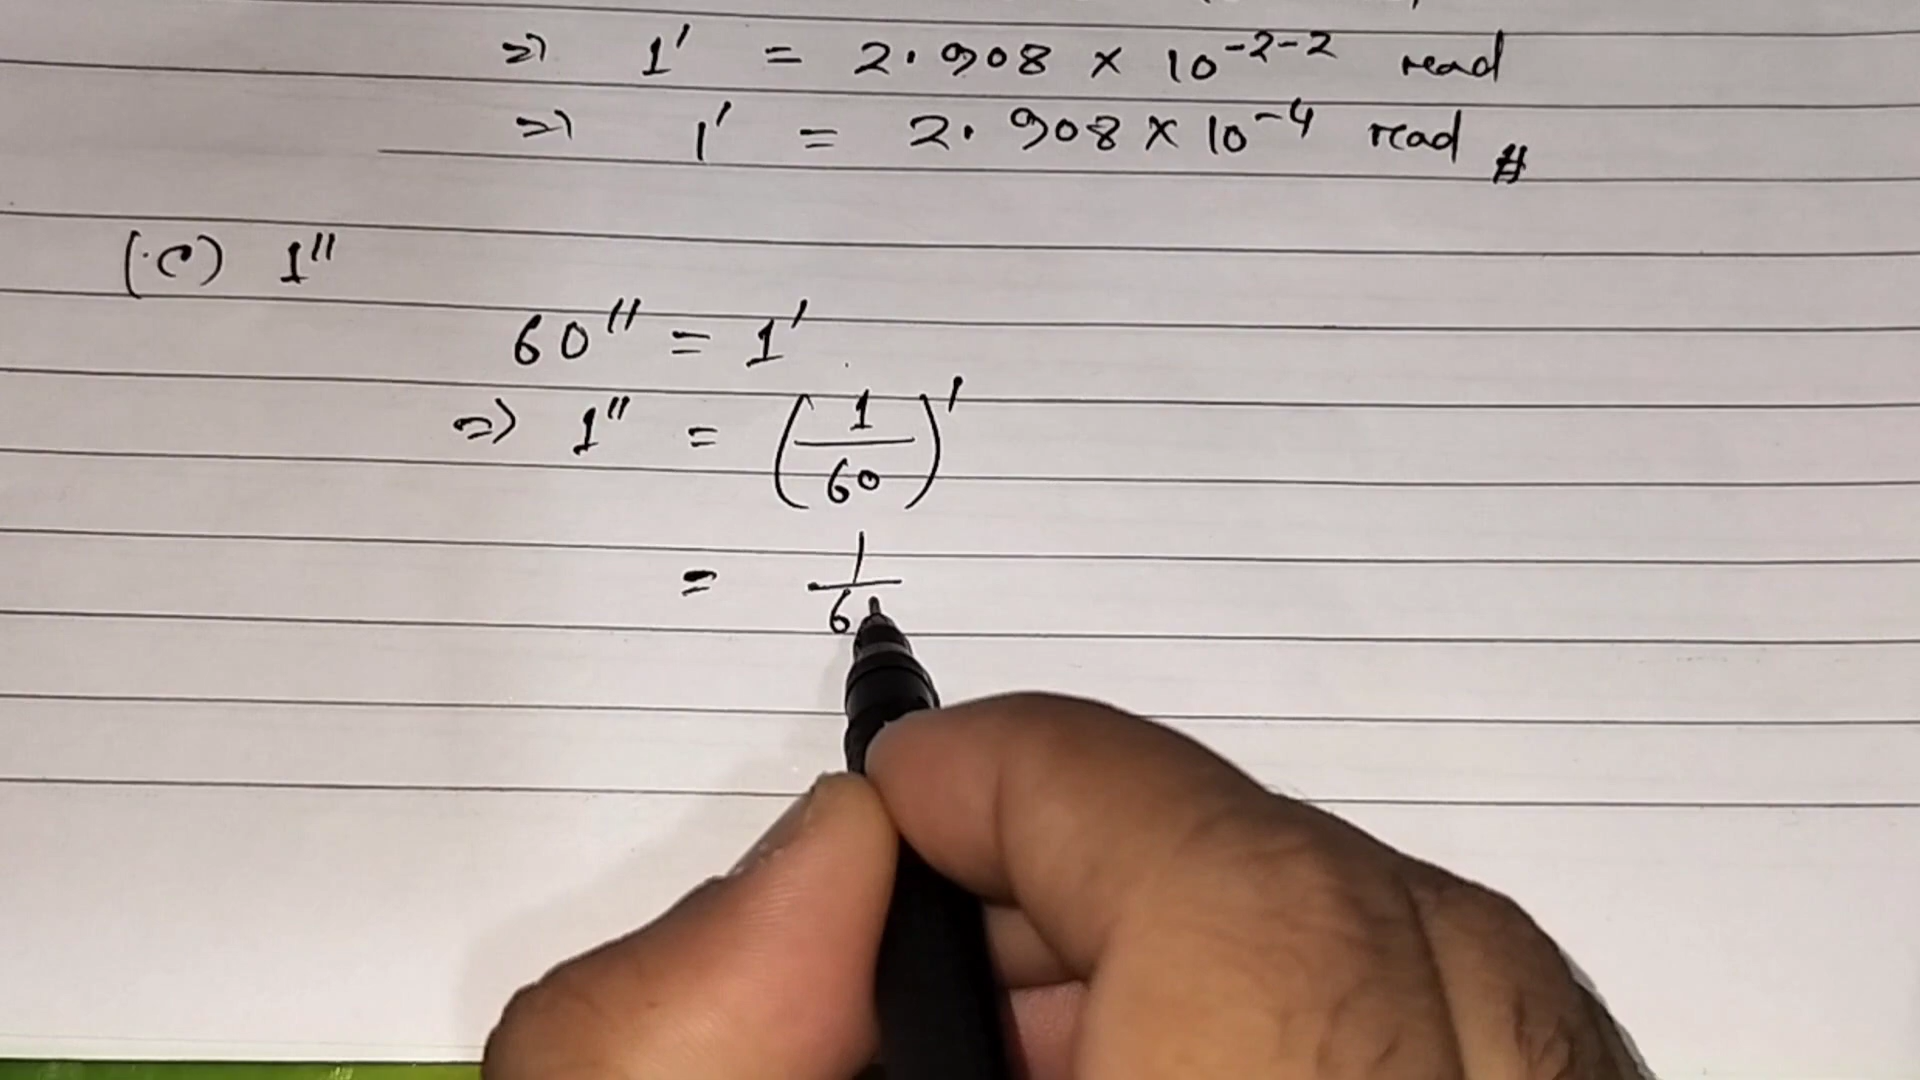 => 1' = 2.908 × 10^-2-2 read
=> 1' = 2.908 × 10^-4 read #
(c) 1"
60" = 1'
=> 1" = (1/60)'
= 1/6